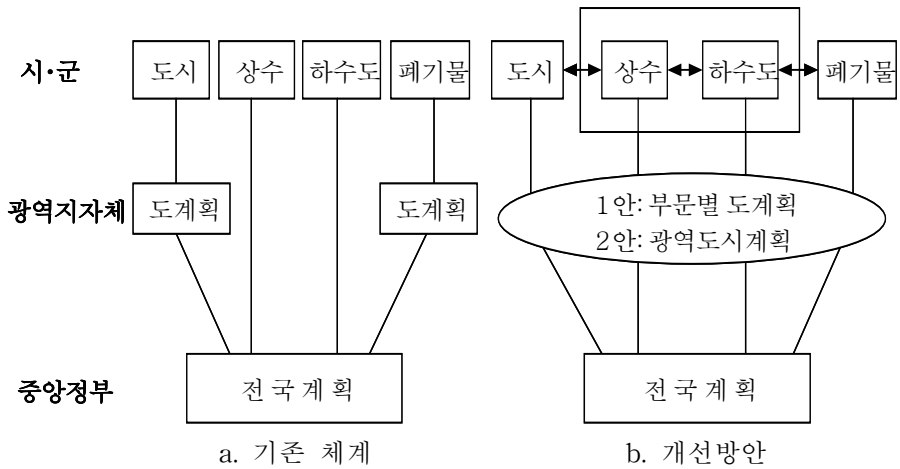 시·군 도시 상수 하수도 폐기물 도시 상수 하수도 폐기물
광역지자체 도계획 도계획 1안: 부문별 도계획
2안: 광역도시계획
중앙정부 전국계획 전국계획
a. 기존 체계 b. 개선방안